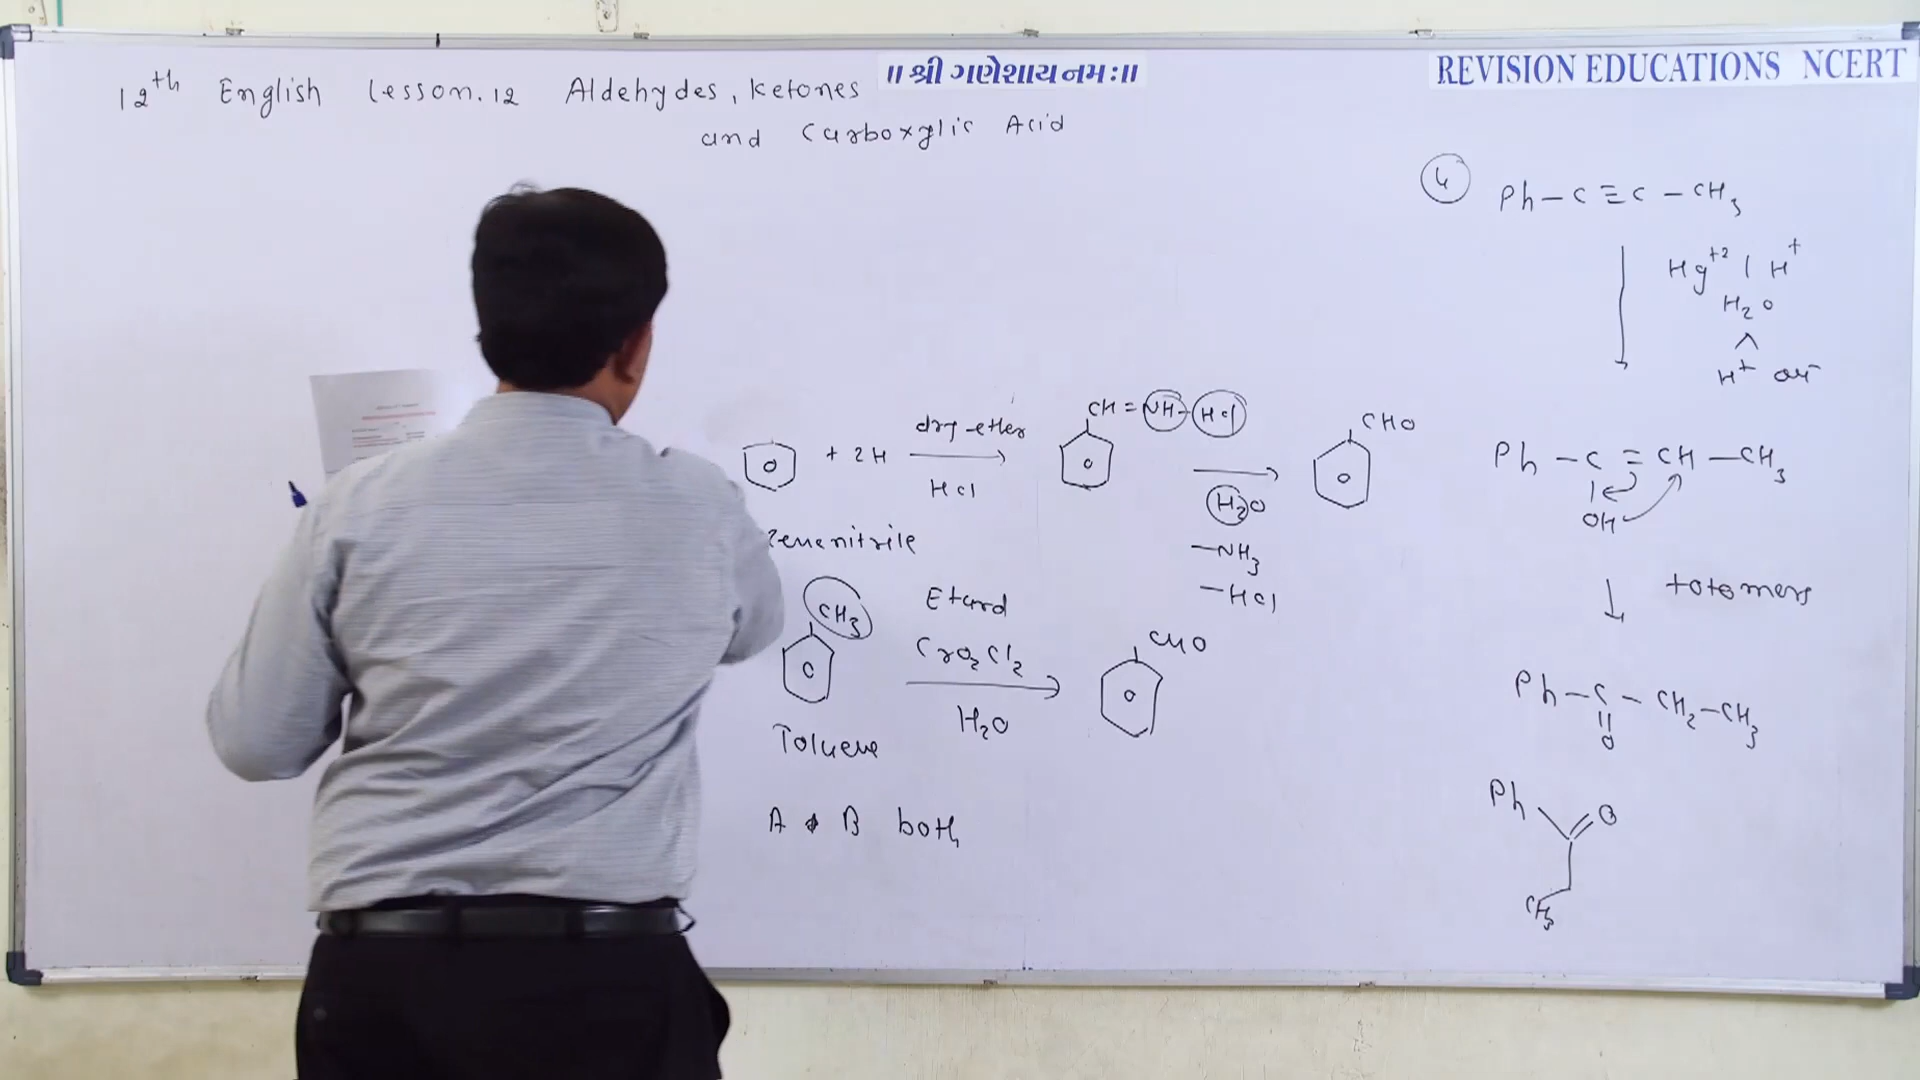 12th English Lesson.12 Aldehydes, Ketones
and Carboxylic Acid
॥ श्री ગણેશાય નમઃ॥
REVISION EDUCATIONS NCERT
+ 2H
dry ether
HCl
CH = NH - HCl
H2O
-NH3
-HCl
CHO
nitrile
CH3
Toluene
Etard
CrO2Cl2
H2O
CHO
A & B both
4
Ph - C ≡ C - CH3
Hg+2 / H+
H2O
H+ OH-
Ph - C = CH - CH3
OH
totomers
Ph - C - CH2 - CH3
O
Ph
O
CH3